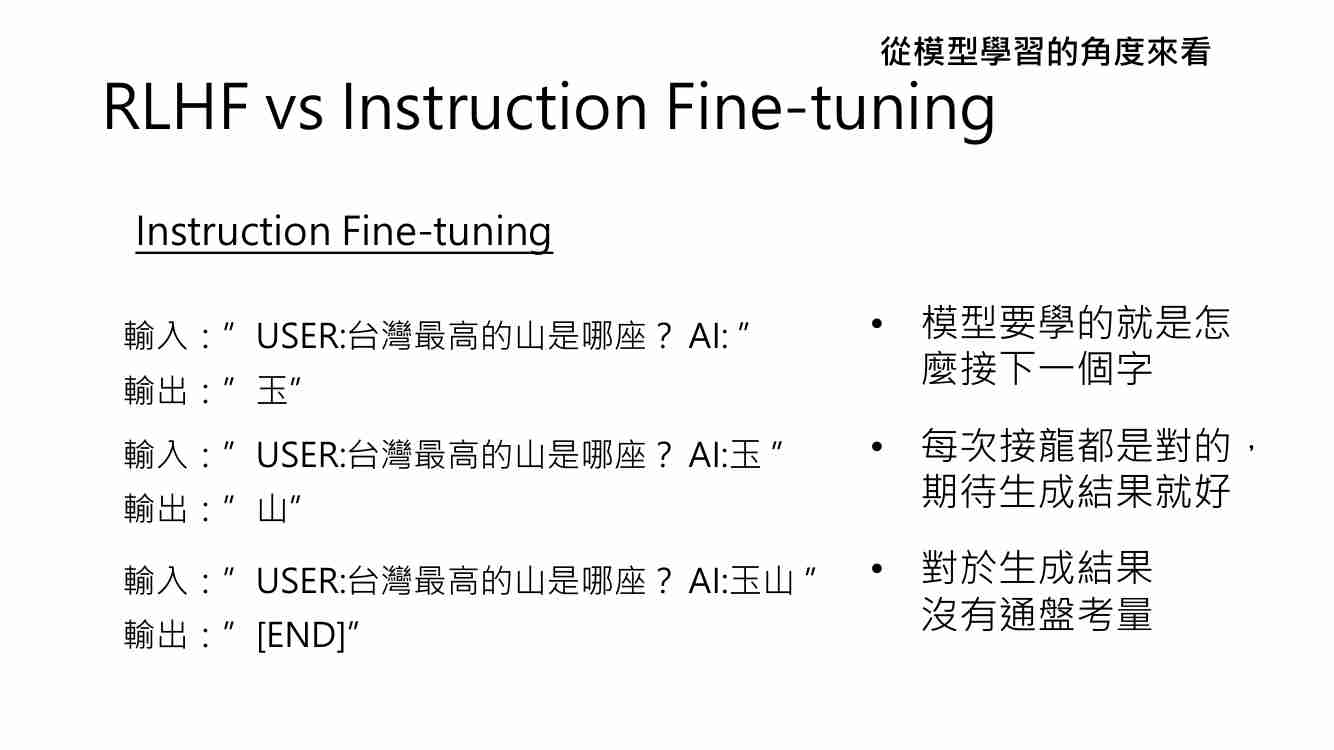 從模型學習的角度來看
RLHF vs Instruction Fine-tuning
Instruction Fine-tuning
輸入：”USER:台灣最高的山是哪座？ AI: ”
輸出：”玉”
輸入：”USER:台灣最高的山是哪座？ AI:玉 ”
輸出：”山”
輸入：”USER:台灣最高的山是哪座？ AI:玉山 ”
輸出：”[END]”
• 模型要學的就是怎
麼接下一個字
• 每次接龍都是對的，
期待生成結果就好
• 對於生成結果
沒有通盤考量